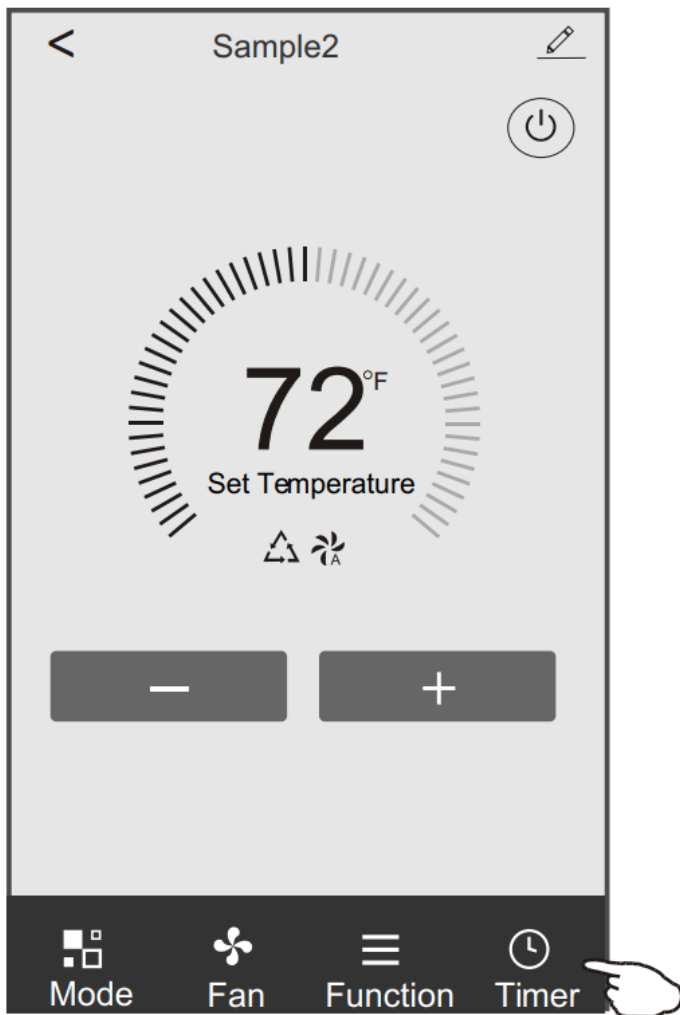 <
Sample2
72°F
Set Temperature
A
− +
Mode Fan Function Timer